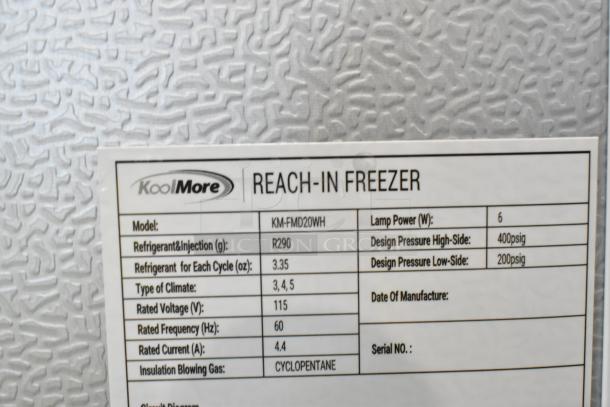 KoolMore REACH-IN FREEZER
Model: KM-FMD20WH Lamp Power (W): 6
Refrigerant&Injection (g): R290 Design Pressure High-Side: 400psig
Refrigerant for Each Cycle (oz): 3.35 Design Pressure Low-Side: 200psig
Type of Climate: 3, 4, 5 Date Of Manufacture:
Rated Voltage (V): 115
Rated Frequency (Hz): 60
Rated Current (A): 4.4 Serial NO. :
Insulation Blowing Gas: CYCLOPENTANE
Circuit Diagram